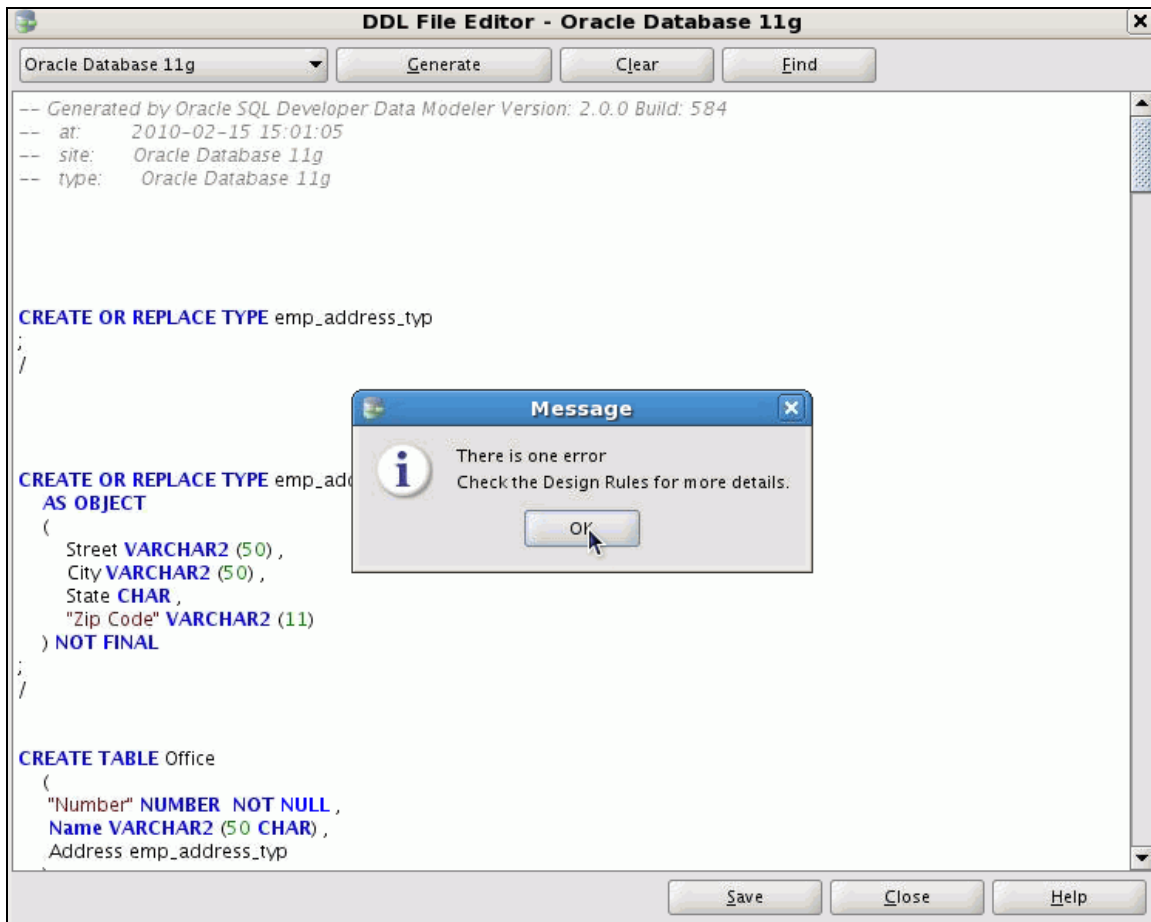 DDL File Editor - Oracle Database 11g
Oracle Database 11g
Generate
Clear
Find
-- Generated by Oracle SQL Developer Data Modeler Version: 2.0.0 Build: 584
-- at: 2010-02-15 15:01:05
-- site: Oracle Database 11g
-- type: Oracle Database 11g
CREATE OR REPLACE TYPE emp_address_typ
;
/
CREATE OR REPLACE TYPE emp_add
AS OBJECT
(
Street VARCHAR2 (50) ,
City VARCHAR2 (50) ,
State CHAR ,
"Zip Code" VARCHAR2 (11)
) NOT FINAL
;
/
CREATE TABLE Office
(
"Number" NUMBER NOT NULL ,
Name VARCHAR2 (50 CHAR) ,
Address emp_address_typ
Message
There is one error
Check the Design Rules for more details.
OK
Save
Close
Help